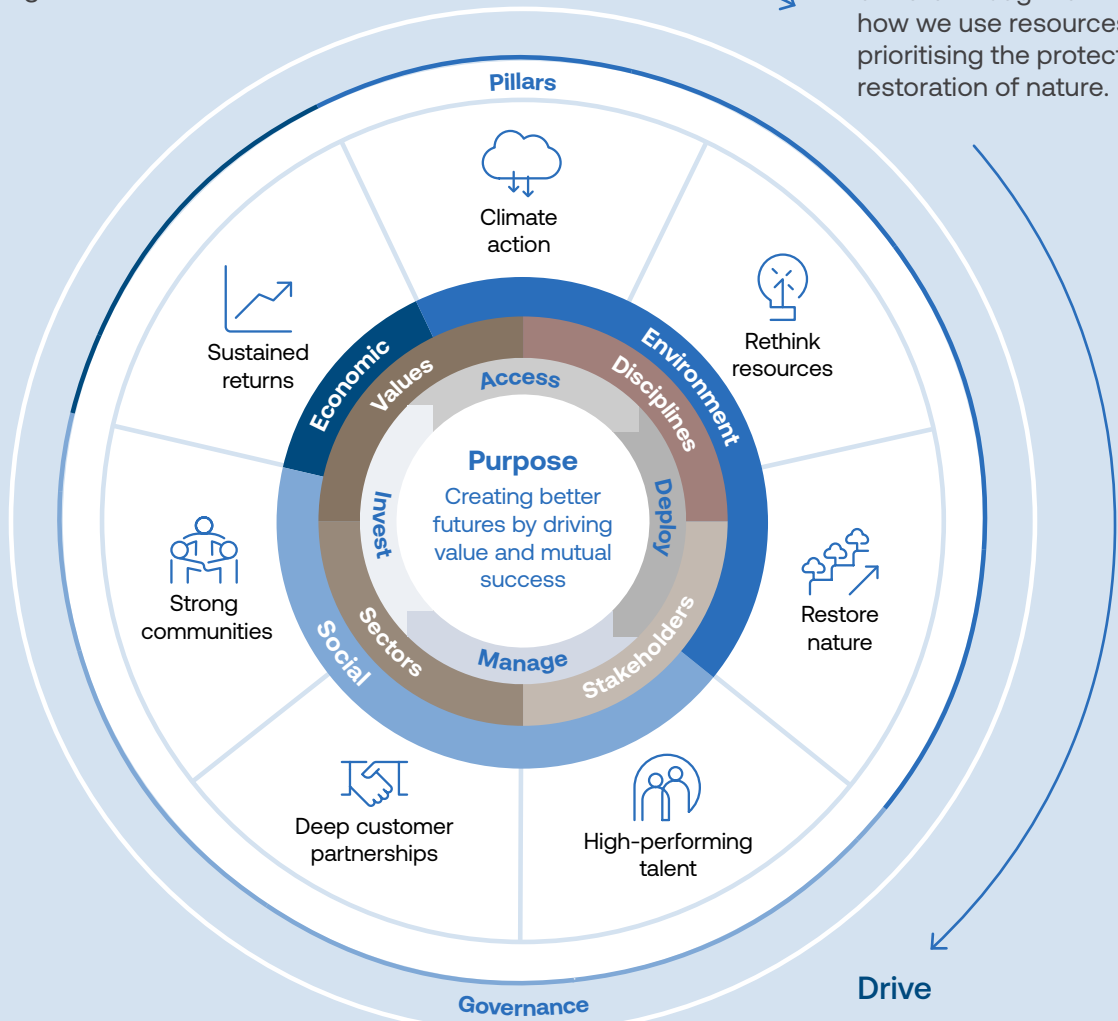 how we use resources
prioritising the protect
restoration of nature.
Pillars
Climate
action
Sustained
returns
Rethink
resources
Economic
Values
Access
Disciplines
Environment
Purpose
Creating better
futures by driving
value and mutual
success
Invest
Deploy
Strong
communities
Restore
nature
Social
Sectors
Manage
Stakeholders
Deep customer
partnerships
High-performing
talent
Drive
Governance